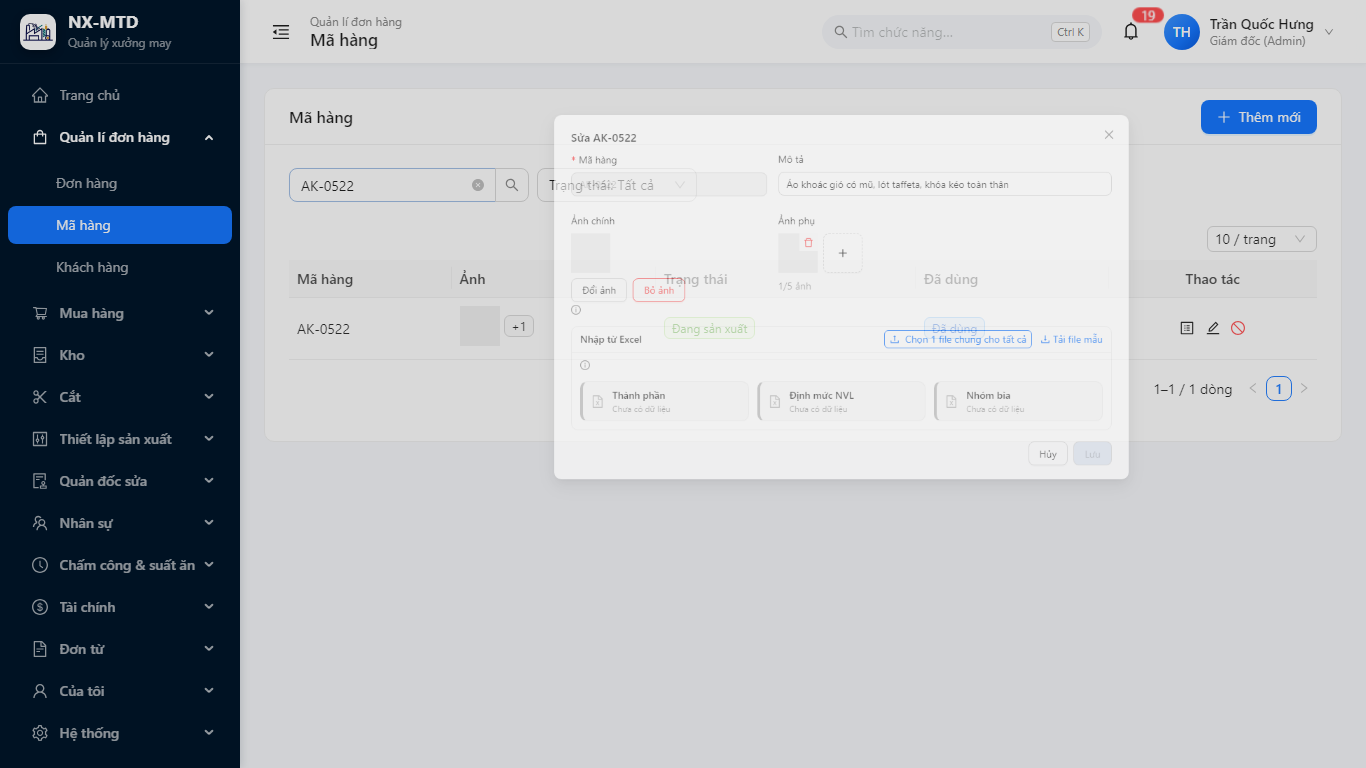 NX-MTD
Quản lý xưởng may
Trang chủ
Quản lí đơn hàng
Đơn hàng
Mã hàng
Khách hàng
Mua hàng
Kho
Cắt
Thiết lập sản xuất
Quản đốc sửa
Nhân sự
Chấm công & suất ăn
Tài chính
Đơn từ
Của tôi
Hệ thống
Quản lí đơn hàng
Mã hàng
Tìm chức năng...
Ctrl K
19
TH
Trần Quốc Hưng
Giám đốc (Admin)
Mã hàng
Thêm mới
AK-0522
Trạng thái: Tất cả
10 / trang
Mã hàng
Ảnh
Trạng thái
Đã dùng
Thao tác
AK-0522
+1
Đang sản xuất
Đã dùng
1–1 / 1 dòng
1
Sửa AK-0522
* Mã hàng
Mô tả
Áo khoác gió có mũ, lót taffeta, khóa kéo toàn thân
Ảnh chính
Ảnh phụ
Đổi ảnh
Bỏ ảnh
1/5 ảnh
Nhập từ Excel
Chọn 1 file chung cho tất cả
Tải file mẫu
Thành phần
Chưa có dữ liệu
Định mức NVL
Chưa có dữ liệu
Nhóm bìa
Chưa có dữ liệu
Hủy
Lưu